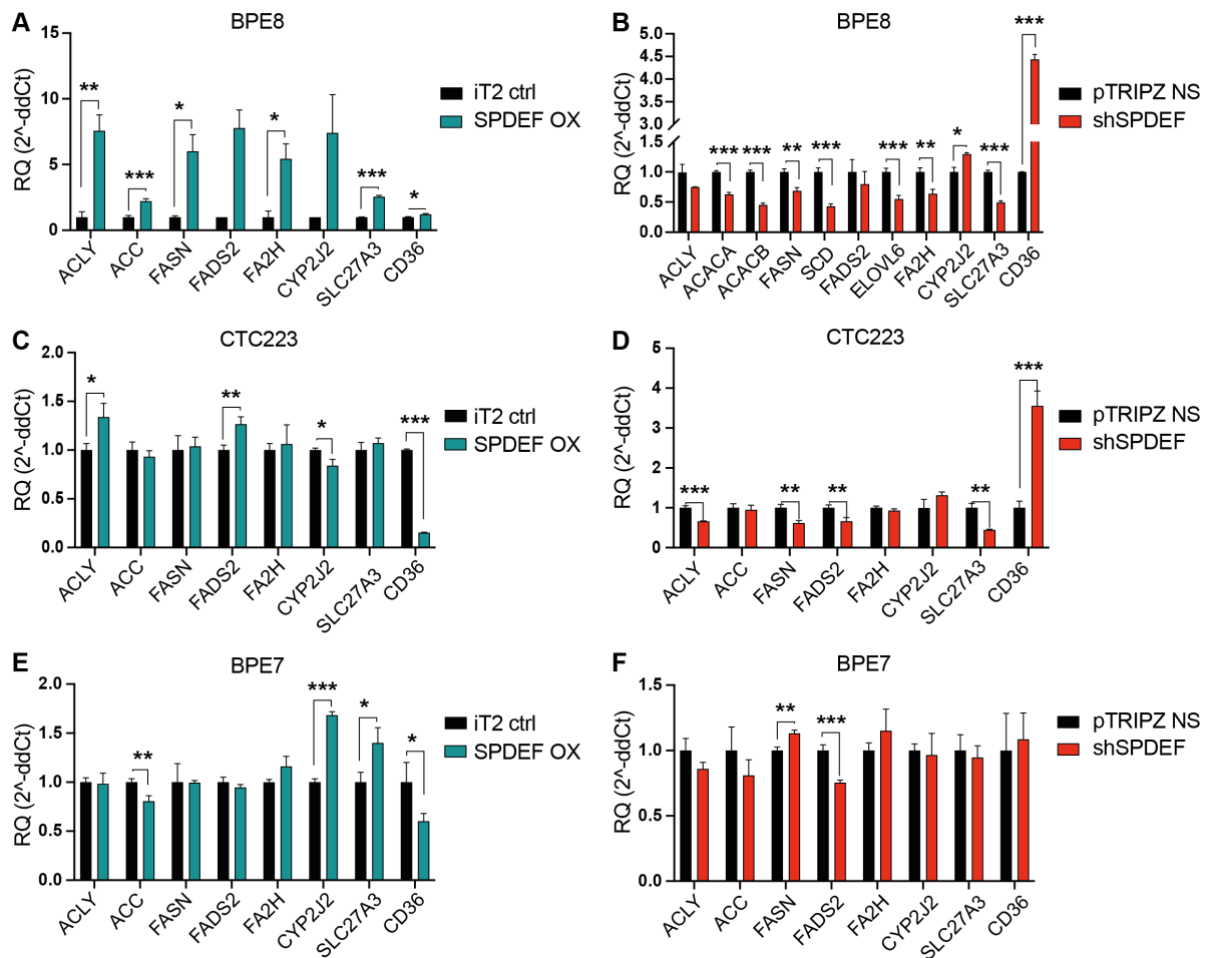 A
BPE8
RQ (2^-ddCt)
15
10
5
0
**
***
*
*
***
*
ACLY
ACC
FASN
FADS2
FA2H
CYP2J2
SLC27A3
CD36
iT2 ctrl
SPDEF OX
B
BPE8
RQ (2^-ddCt)
5.0
4.5
4.0
3.5
3.0
1.5
1.0
0.5
0.0
***
***
**
***
***
**
*
***
***
ACLY
ACACA
ACACB
FASN
SCD
FADS2
ELOVL6
FA2H
CYP2J2
SLC27A3
CD36
pTRIPZ NS
shSPDEF
C
CTC223
RQ (2^-ddCt)
2.0
1.5
1.0
0.5
0.0
*
**
*
***
ACLY
ACC
FASN
FADS2
FA2H
CYP2J2
SLC27A3
CD36
iT2 ctrl
SPDEF OX
D
CTC223
RQ (2^-ddCt)
5
4
3
2
1
0
***
**
**
**
***
ACLY
ACC
FASN
FADS2
FA2H
CYP2J2
SLC27A3
CD36
pTRIPZ NS
shSPDEF
E
BPE7
RQ (2^-ddCt)
2.0
1.5
1.0
0.5
0.0
**
***
*
*
ACLY
ACC
FASN
FADS2
FA2H
CYP2J2
SLC27A3
CD36
iT2 ctrl
SPDEF OX
F
BPE7
RQ (2^-ddCt)
1.5
1.0
0.5
0.0
**
***
ACLY
ACC
FASN
FADS2
FA2H
CYP2J2
SLC27A3
CD36
pTRIPZ NS
shSPDEF